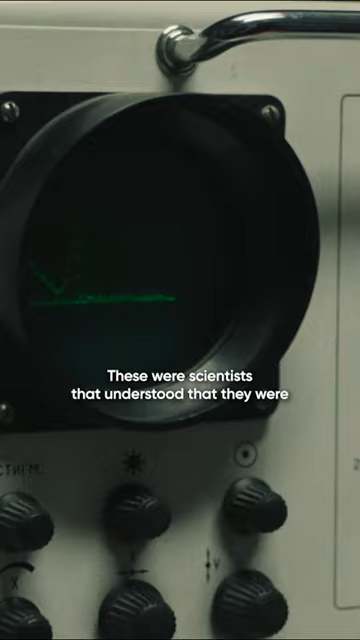 These were scientists
that understood that they were
X
Y